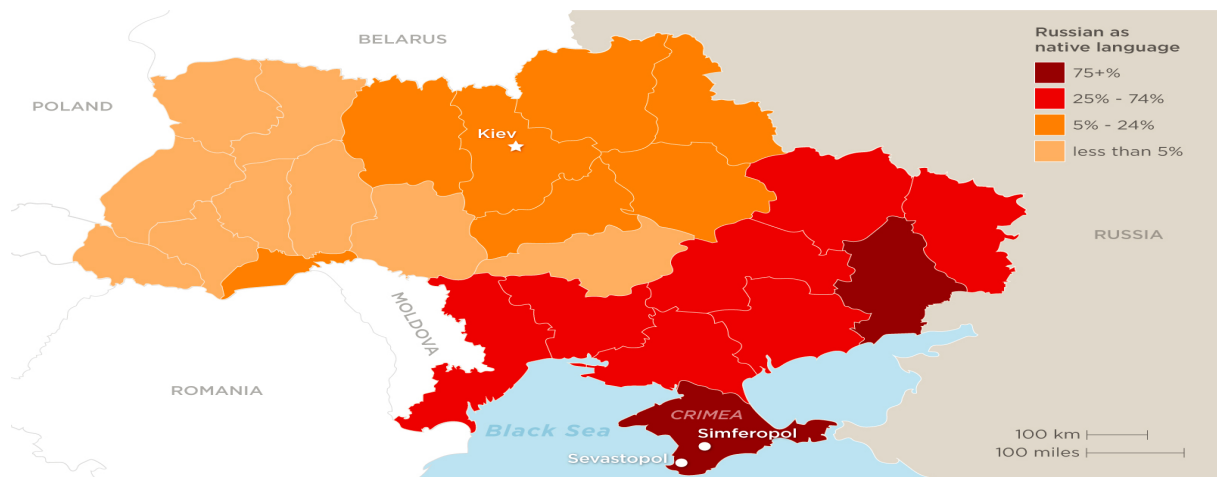 BELARUS
POLAND
Kiev
Russian as
native language
75+%
25% - 74%
5% - 24%
less than 5%
RUSSIA
MOLDOVA
ROMANIA
Black Sea
CRIMEA
Simferopol
Sevastopol
100 km
100 miles